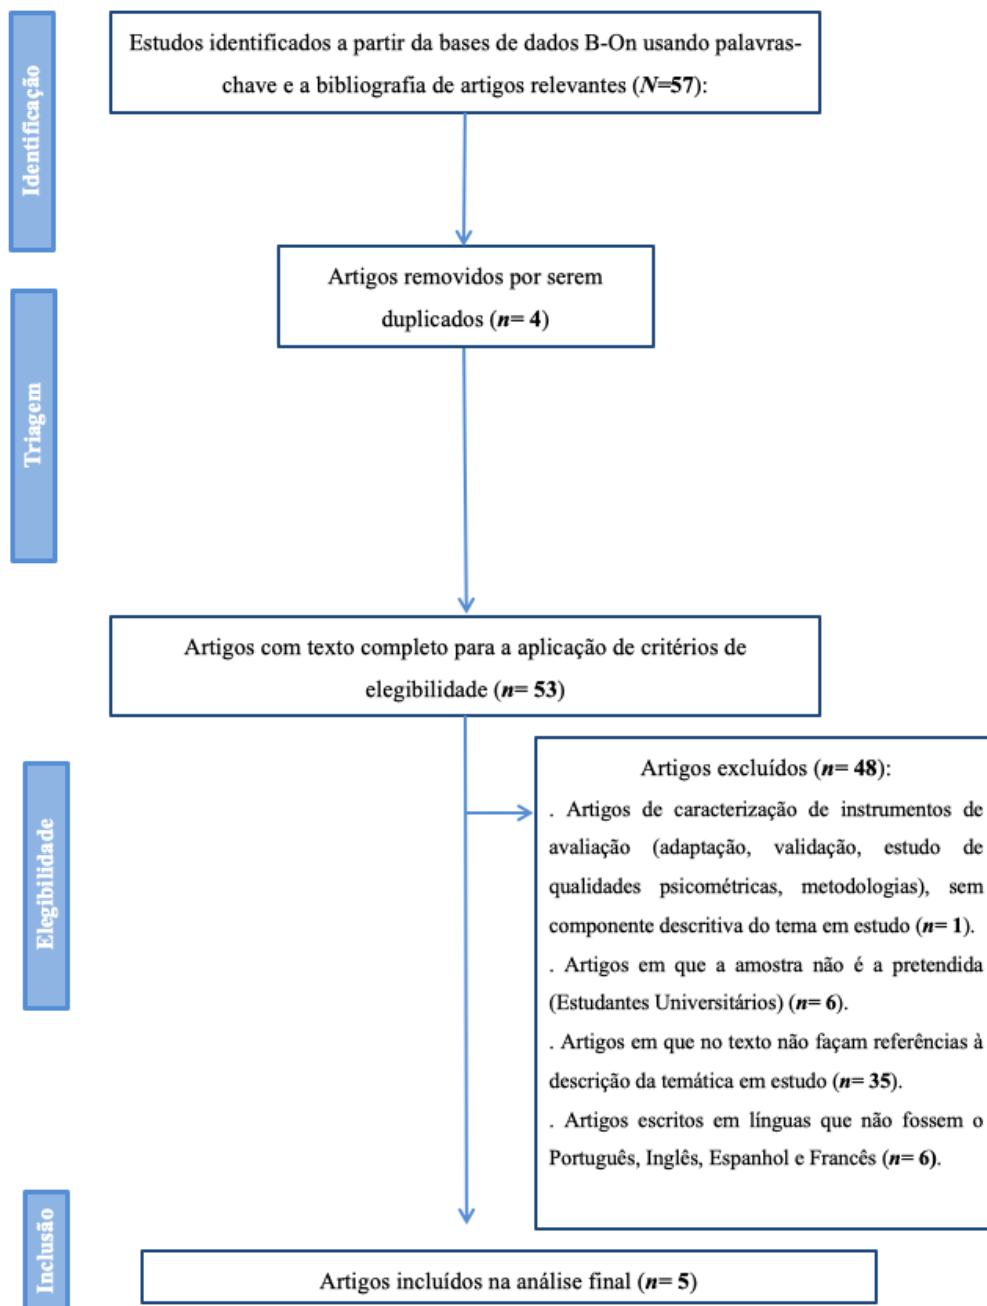 Identificação
Estudos identificados a partir da bases de dados B-On usando palavras-
chave e a bibliografia de artigos relevantes (N=57):
Triagem
Artigos removidos por serem
duplicados (n= 4)
Artigos com texto completo para a aplicação de critérios de
elegibilidade (n= 53)
Elegibilidade
Artigos excluídos (n= 48):
. Artigos de caracterização de instrumentos de
avaliação (adaptação, validação, estudo de
qualidades psicométricas, metodologias), sem
componente descritiva do tema em estudo (n= 1).
. Artigos em que a amostra não é a pretendida
(Estudantes Universitários) (n= 6).
. Artigos em que no texto não façam referências à
descrição da temática em estudo (n= 35).
. Artigos escritos em línguas que não fossem o
Português, Inglês, Espanhol e Francês (n= 6).
Inclusão
Artigos incluídos na análise final (n= 5)